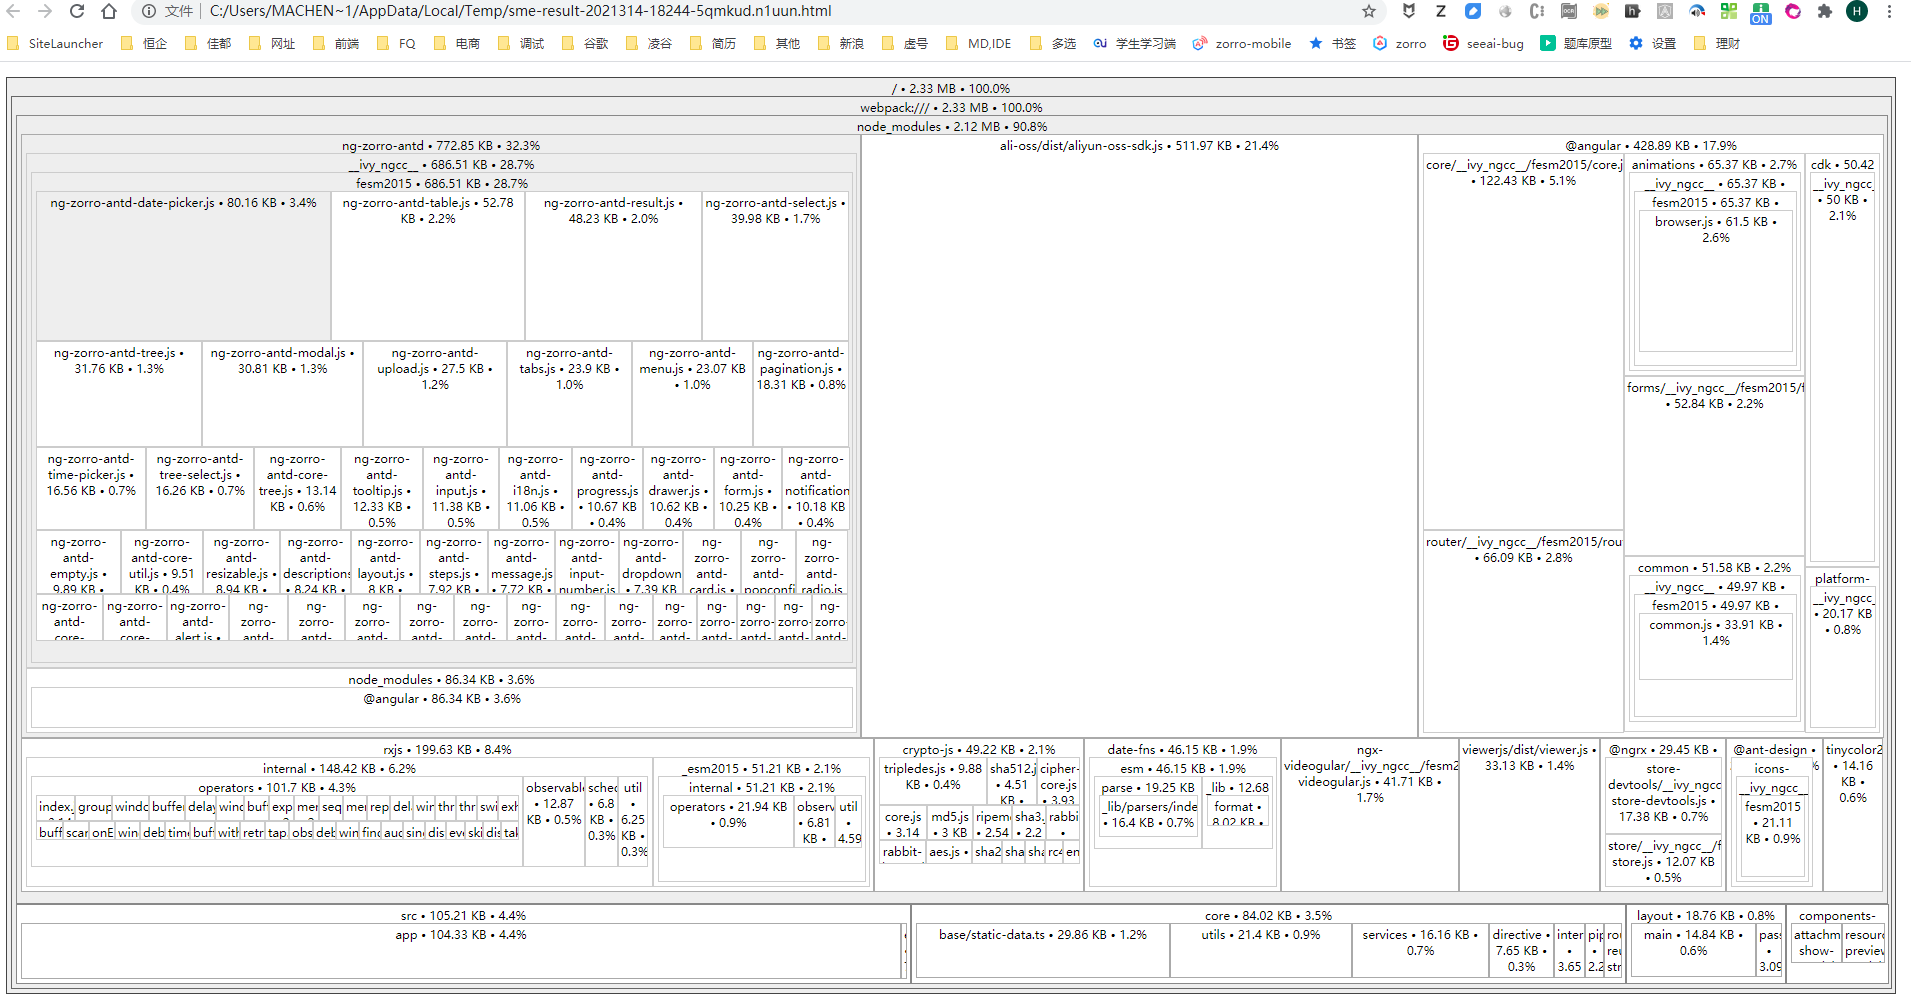 文件 C:/Users/MACHEN~1/AppData/Local/Temp/sme-result-2021314-18244-5qmkud.n1uun.html
SiteLauncher 恒企 佳都 网址 前端 FQ 电商 调试 谷歌 凌谷 简历 其他 新浪 虚号 MD,IDE 多选 学生学习端 zorro-mobile 书签 zorro seeai-bug 题库原型 设置 理财
/ • 2.33 MB • 100.0%
webpack:/// • 2.33 MB • 100.0%
node_modules • 2.12 MB • 90.8%
ng-zorro-antd • 772.85 KB • 32.3%
__ivy_ngcc__ • 686.51 KB • 28.7%
fesm2015 • 686.51 KB • 28.7%
ng-zorro-antd-date-picker.js • 80.16 KB • 3.4%
ng-zorro-antd-table.js • 52.78
KB • 2.2%
ng-zorro-antd-result.js •
48.23 KB • 2.0%
ng-zorro-antd-select.js •
39.98 KB • 1.7%
ng-zorro-antd-tree.js •
31.76 KB • 1.3%
ng-zorro-antd-modal.js •
30.81 KB • 1.3%
ng-zorro-antd-
upload.js • 27.5 KB •
1.2%
ng-zorro-antd-
tabs.js • 23.9 KB •
1.0%
ng-zorro-antd-
menu.js • 23.07 KB
• 1.0%
ng-zorro-antd-
pagination.js •
18.31 KB • 0.8%
ng-zorro-antd-
time-picker.js •
16.56 KB • 0.7%
ng-zorro-antd-
tree-select.js •
16.26 KB • 0.7%
ng-zorro-
antd-core-
tree.js • 13.14
KB • 0.6%
ng-zorro-
antd-
tooltip.js •
12.33 KB •
0.5%
ng-zorro-
antd-
input.js •
11.38 KB •
0.5%
ng-zorro-
antd-
i18n.js •
11.06 KB •
0.5%
ng-zorro-
antd-
progress.js
• 10.67 KB
• 0.4%
ng-zorro-
antd-
drawer.js •
10.62 KB •
0.4%
ng-zorro-
antd-
form.js •
10.25 KB •
0.4%
ng-zorro-
antd-
notification
• 10.18 KB
• 0.4%
ng-zorro-
antd-
empty.js •
9.89 KB •
ng-zorro-
antd-core-
util.js • 9.51
KB • 0.4%
ng-zorro-
antd-
resizable.js •
8.94 KB •
ng-zorro-
antd-
descriptions
• 8.24 KB •
ng-zorro-
antd-
layout.js •
8 KB •
ng-zorro-
antd-
steps.js •
7.92 KB •
ng-zorro-
antd-
message.js
• 7.72 KB •
ng-zorro-
antd-
input-
number.js
ng-zorro-
antd-
dropdown
• 7.39 KB
ng-
zorro-
antd-
card.js •
ng-
zorro-
antd-
popconfi
ng-
zorro-
antd-
radio.js
ng-zorro-
antd-
core-
ng-zorro-
antd-
core-
ng-zorro-
antd-
alert.js •
ng-
zorro-
antd-
ng-
zorro-
antd-
ng-
zorro-
antd-
ng-
zorro-
antd-
ng-
zorro-
antd-
ng-
zorro-
antd-
ng-
zorro-
antd-
ng-
zorro-
antd-
ng-
zorro-
antd-
ng-
zorro-
antd-
ng-
zorro-
antd-
ng-
zorro-
antd-
node_modules • 86.34 KB • 3.6%
@angular • 86.34 KB • 3.6%
ali-oss/dist/aliyun-oss-sdk.js • 511.97 KB • 21.4%
@angular • 428.89 KB • 17.9%
core/__ivy_ngcc__/fesm2015/core.j
• 122.43 KB • 5.1%
router/__ivy_ngcc__/fesm2015/rou
• 66.09 KB • 2.8%
animations • 65.37 KB • 2.7%
__ivy_ngcc__ • 65.37 KB •
fesm2015 • 65.37 KB •
browser.js • 61.5 KB •
2.6%
forms/__ivy_ngcc__/fesm2015/f
• 52.84 KB • 2.2%
common • 51.58 KB • 2.2%
__ivy_ngcc__ • 49.97 KB •
fesm2015 • 49.97 KB •
common.js • 33.91 KB •
1.4%
cdk • 50.42
__ivy_ngcc_
• 50 KB •
2.1%
platform-
__ivy_ngcc_
• 20.17 KB
• 0.8%
rxjs • 199.63 KB • 8.4%
internal • 148.42 KB • 6.2%
operators • 101.7 KB • 4.3%
index. group windo buffer delay wind buf exp mer seq mer rep del win thr thr swi exh
buff scar onE win deb time buf with retr tap obs deb win find aud sind dis eve ski dis tak
observabl
• 12.87
KB • 0.5%
sched
• 6.8
KB •
0.3%
util
•
6.25
KB •
0.3%
_esm2015 • 51.21 KB • 2.1%
internal • 51.21 KB • 2.1%
operators • 21.94 KB
• 0.9%
observ
• 6.81
KB •
util
•
4.59
crypto-js • 49.22 KB • 2.1%
tripledes.js • 9.88
KB • 0.4%
sha512.j
• 4.51
KB •
cipher-
core.js
• 3.93
core.js
• 3.14
md5.js
• 3 KB
ripem
• 2.54
sha3.
• 2.2
rabbi
•
rabbit- aes.js • sha2 sha sha rc4 en
date-fns • 46.15 KB • 1.9%
esm • 46.15 KB • 1.9%
parse • 19.25 KB
_lib/parsers/inde
• 16.4 KB • 0.7%
_lib • 12.68
format •
8.02 KB •
ngx-
videogular/__ivy_ngcc__/fesm2
videogular.js • 41.71 KB •
1.7%
viewerjs/dist/viewer.js •
33.13 KB • 1.4%
@ngrx • 29.45 KB •
store-
devtools/__ivy_ngcc
store-devtools.js •
17.38 KB • 0.7%
store/__ivy_ngcc__/f
store.js • 12.07 KB
• 0.5%
@ant-design •
icons-
__ivy_ngcc_
fesm2015
• 21.11
KB • 0.9%
tinycolor2
• 14.16
KB •
0.6%
src • 105.21 KB • 4.4%
app • 104.33 KB • 4.4%
core • 84.02 KB • 3.5%
base/static-data.ts • 29.86 KB • 1.2%
utils • 21.4 KB • 0.9%
services • 16.16 KB •
0.7%
directive •
7.65 KB •
0.3%
inter
•
3.65
pip
•
2.2
rou
reu
str
layout • 18.76 KB • 0.8%
main • 14.84 KB •
0.6%
pas
•
3.09
components-
attachm
show-
resourc
preview